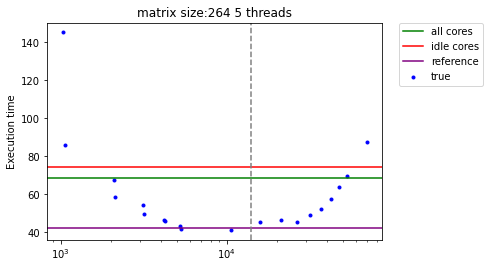 matrix size:264 5 threads
all cores
idle cores
reference
true
Execution time
140
120
100
80
60
40
10³
10⁴